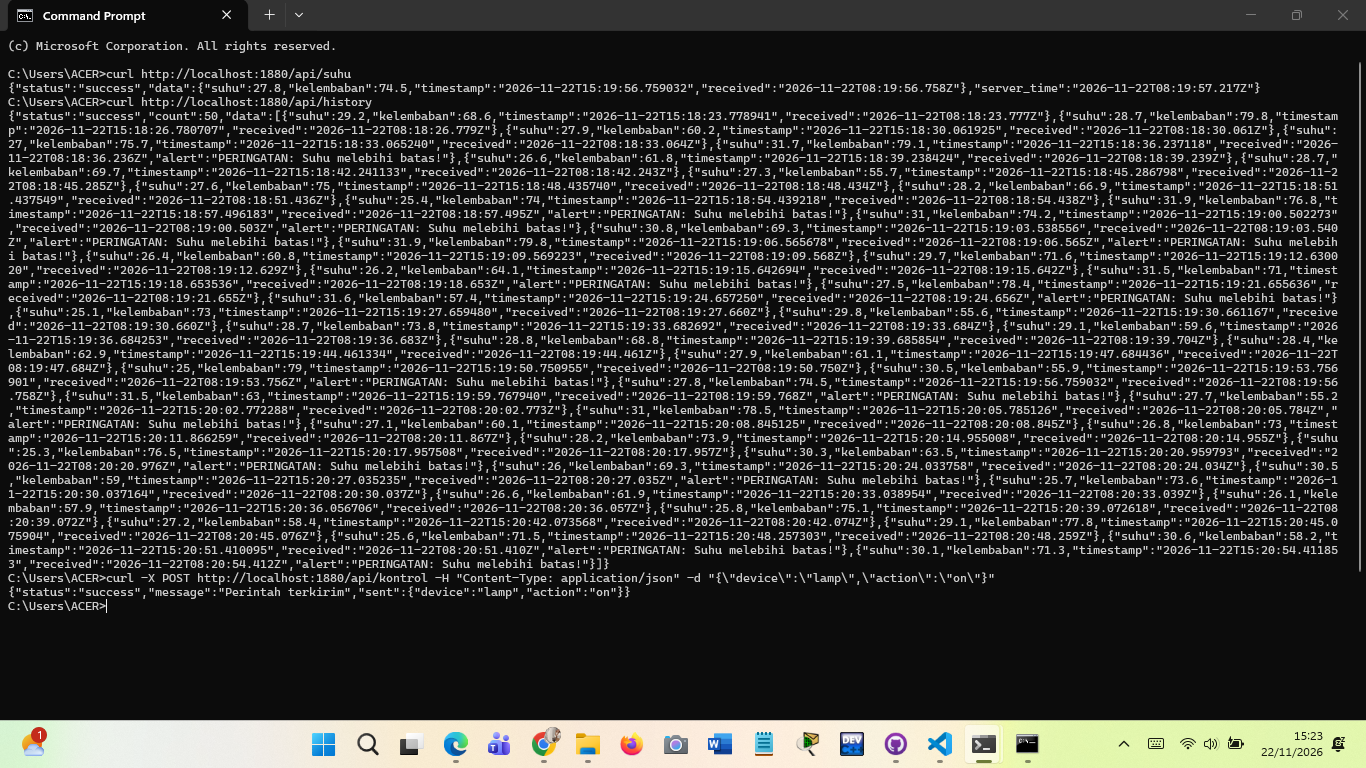 Command Prompt
(c) Microsoft Corporation. All rights reserved.
C:\Users\ACER>curl http://localhost:1880/api/suhu
{"status":"success","data":{"suhu":27.8,"kelembaban":74.5,"timestamp":"2026-11-22T15:19:56.759032","received":"2026-11-22T08:19:56.758Z"},"server_time":"2026-11-22T08:19:57.217Z"}
C:\Users\ACER>curl http://localhost:1880/api/history
{"status":"success","count":50,"data":[{"suhu":29.2,"kelembaban":68.6,"timestamp":"2026-11-22T15:18:23.778941","received":"2026-11-22T08:18:23.777Z"},{"suhu":28.7,"kelembaban":79.8,"timestam
p":"2026-11-22T15:18:26.780707","received":"2026-11-22T08:18:26.779Z"},{"suhu":27.9,"kelembaban":60.2,"timestamp":"2026-11-22T15:18:30.061925","received":"2026-11-22T08:18:30.061Z"},{"suhu":
27,"kelembaban":75.7,"timestamp":"2026-11-22T15:18:33.065240","received":"2026-11-22T08:18:33.064Z"},{"suhu":31.7,"kelembaban":79.1,"timestamp":"2026-11-22T15:18:36.237118","received":"2026-
11-22T08:18:36.236Z","alert":"PERINGATAN: Suhu melebihi batas!"},{"suhu":26.6,"kelembaban":61.8,"timestamp":"2026-11-22T15:18:39.238424","received":"2026-11-22T08:18:39.239Z"},{"suhu":28.7,"
kelembaban":69.7,"timestamp":"2026-11-22T15:18:42.241133","received":"2026-11-22T08:18:42.243Z"},{"suhu":27.3,"kelembaban":55.7,"timestamp":"2026-11-22T15:18:45.286798","received":"2026-11-2
2T08:18:45.285Z"},{"suhu":27.6,"kelembaban":75,"timestamp":"2026-11-22T15:18:48.435740","received":"2026-11-22T08:18:48.434Z"},{"suhu":28.2,"kelembaban":66.9,"timestamp":"2026-11-22T15:18:51
.437549","received":"2026-11-22T08:18:51.436Z"},{"suhu":25.4,"kelembaban":74,"timestamp":"2026-11-22T15:18:54.439218","received":"2026-11-22T08:18:54.438Z"},{"suhu":31.9,"kelembaban":76.8,"t
imestamp":"2026-11-22T15:18:57.496183","received":"2026-11-22T08:18:57.495Z","alert":"PERINGATAN: Suhu melebihi batas!"},{"suhu":31,"kelembaban":74.2,"timestamp":"2026-11-22T15:19:00.502273"
,"received":"2026-11-22T08:19:00.503Z","alert":"PERINGATAN: Suhu melebihi batas!"},{"suhu":30.8,"kelembaban":69.3,"timestamp":"2026-11-22T15:19:03.538556","received":"2026-11-22T08:19:03.540
Z","alert":"PERINGATAN: Suhu melebihi batas!"},{"suhu":31.9,"kelembaban":79.8,"timestamp":"2026-11-22T15:19:06.565678","received":"2026-11-22T08:19:06.565Z","alert":"PERINGATAN: Suhu melebih
i batas!"},{"suhu":26.4,"kelembaban":60.8,"timestamp":"2026-11-22T15:19:09.569223","received":"2026-11-22T08:19:09.568Z"},{"suhu":29.7,"kelembaban":71.6,"timestamp":"2026-11-22T15:19:12.6300
20","received":"2026-11-22T08:19:12.629Z"},{"suhu":26.2,"kelembaban":64.1,"timestamp":"2026-11-22T15:19:15.642694","received":"2026-11-22T08:19:15.642Z"},{"suhu":31.5,"kelembaban":71,"timest
amp":"2026-11-22T15:19:18.653536","received":"2026-11-22T08:19:18.653Z","alert":"PERINGATAN: Suhu melebihi batas!"},{"suhu":27.5,"kelembaban":78.4,"timestamp":"2026-11-22T15:19:21.655636","r
eceived":"2026-11-22T08:19:21.655Z"},{"suhu":31.6,"kelembaban":57.4,"timestamp":"2026-11-22T15:19:24.657250","received":"2026-11-22T08:19:24.656Z","alert":"PERINGATAN: Suhu melebihi batas!"}
,{"suhu":25.1,"kelembaban":73,"timestamp":"2026-11-22T15:19:27.659480","received":"2026-11-22T08:19:27.660Z"},{"suhu":29.8,"kelembaban":55.6,"timestamp":"2026-11-22T15:19:30.661167","receive
d":"2026-11-22T08:19:30.660Z"},{"suhu":28.7,"kelembaban":73.8,"timestamp":"2026-11-22T15:19:33.682692","received":"2026-11-22T08:19:33.684Z"},{"suhu":29.1,"kelembaban":59.6,"timestamp":"2026
-11-22T15:19:36.684253","received":"2026-11-22T08:19:36.683Z"},{"suhu":28.8,"kelembaban":68.8,"timestamp":"2026-11-22T15:19:39.685854","received":"2026-11-22T08:19:39.704Z"},{"suhu":28.4,"ke
lembaban":62.9,"timestamp":"2026-11-22T15:19:44.461334","received":"2026-11-22T08:19:44.461Z"},{"suhu":27.9,"kelembaban":61.1,"timestamp":"2026-11-22T15:19:47.684436","received":"2026-11-22T
08:19:47.684Z"},{"suhu":25,"kelembaban":79,"timestamp":"2026-11-22T15:19:50.750955","received":"2026-11-22T08:19:50.750Z"},{"suhu":30.5,"kelembaban":55.9,"timestamp":"2026-11-22T15:19:53.756
901","received":"2026-11-22T08:19:53.756Z","alert":"PERINGATAN: Suhu melebihi batas!"},{"suhu":27.8,"kelembaban":74.5,"timestamp":"2026-11-22T15:19:56.759032","received":"2026-11-22T08:19:56
.758Z"},{"suhu":31.5,"kelembaban":63,"timestamp":"2026-11-22T15:19:59.767940","received":"2026-11-22T08:19:59.768Z","alert":"PERINGATAN: Suhu melebihi batas!"},{"suhu":27.7,"kelembaban":55.2
,"timestamp":"2026-11-22T15:20:02.772288","received":"2026-11-22T08:20:02.773Z"},{"suhu":31,"kelembaban":78.5,"timestamp":"2026-11-22T15:20:05.785126","received":"2026-11-22T08:20:05.784Z","
alert":"PERINGATAN: Suhu melebihi batas!"},{"suhu":27.1,"kelembaban":60.1,"timestamp":"2026-11-22T15:20:08.845125","received":"2026-11-22T08:20:08.845Z"},{"suhu":26.8,"kelembaban":73,"timest
amp":"2026-11-22T15:20:11.866259","received":"2026-11-22T08:20:11.867Z"},{"suhu":28.2,"kelembaban":73.9,"timestamp":"2026-11-22T15:20:14.955008","received":"2026-11-22T08:20:14.955Z"},{"suhu
":25.3,"kelembaban":76.5,"timestamp":"2026-11-22T15:20:17.957508","received":"2026-11-22T08:20:17.957Z"},{"suhu":30.3,"kelembaban":63.5,"timestamp":"2026-11-22T15:20:20.959793","received":"2
026-11-22T08:20:20.976Z","alert":"PERINGATAN: Suhu melebihi batas!"},{"suhu":26,"kelembaban":69.3,"timestamp":"2026-11-22T15:20:24.033758","received":"2026-11-22T08:20:24.034Z"},{"suhu":30.5
,"kelembaban":59,"timestamp":"2026-11-22T15:20:27.035235","received":"2026-11-22T08:20:27.035Z","alert":"PERINGATAN: Suhu melebihi batas!"},{"suhu":25.7,"kelembaban":73.6,"timestamp":"2026-1
1-22T15:20:30.037164","received":"2026-11-22T08:20:30.037Z"},{"suhu":26.6,"kelembaban":61.9,"timestamp":"2026-11-22T15:20:33.038954","received":"2026-11-22T08:20:33.039Z"},{"suhu":26.1,"kele
mbaban":57.9,"timestamp":"2026-11-22T15:20:36.056706","received":"2026-11-22T08:20:36.057Z"},{"suhu":25.8,"kelembaban":75.1,"timestamp":"2026-11-22T15:20:39.072618","received":"2026-11-22T08
:20:39.072Z"},{"suhu":27.2,"kelembaban":58.4,"timestamp":"2026-11-22T15:20:42.073568","received":"2026-11-22T08:20:42.074Z"},{"suhu":29.1,"kelembaban":77.8,"timestamp":"2026-11-22T15:20:45.0
75904","received":"2026-11-22T08:20:45.076Z"},{"suhu":25.6,"kelembaban":71.5,"timestamp":"2026-11-22T15:20:48.257303","received":"2026-11-22T08:20:48.259Z"},{"suhu":30.6,"kelembaban":58.2,"t
imestamp":"2026-11-22T15:20:51.410095","received":"2026-11-22T08:20:51.410Z","alert":"PERINGATAN: Suhu melebihi batas!"},{"suhu":30.1,"kelembaban":71.3,"timestamp":"2026-11-22T15:20:54.41185
3","received":"2026-11-22T08:20:54.412Z","alert":"PERINGATAN: Suhu melebihi batas!"}]}
C:\Users\ACER>curl -X POST http://localhost:1880/api/kontrol -H "Content-Type: application/json" -d "{\"device\":\"lamp\",\"action\":\"on\"}"
{"status":"success","message":"Perintah terkirim","sent":{"device":"lamp","action":"on"}}
C:\Users\ACER>
1
DEV
15:23
22/11/2026